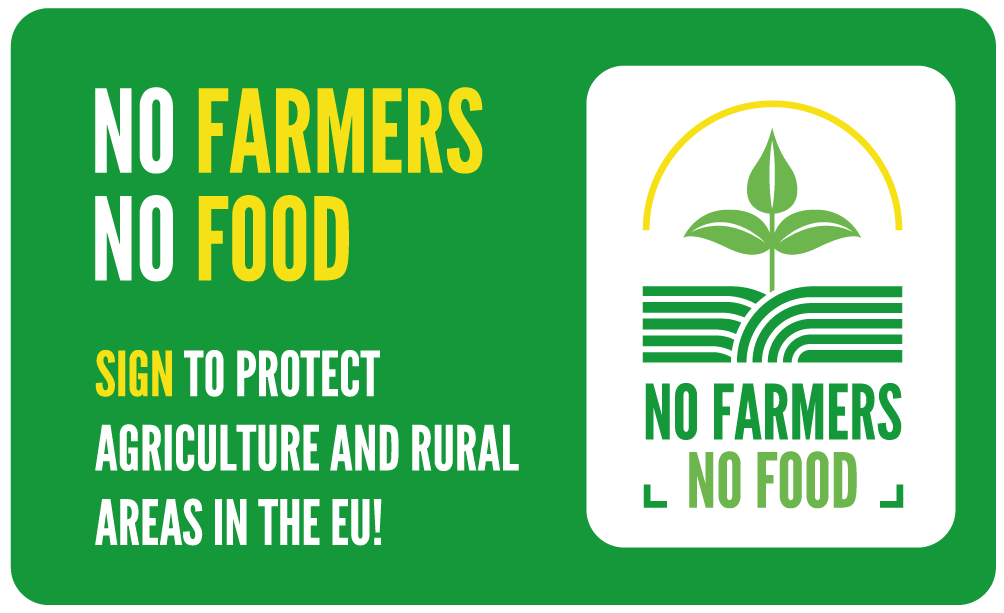 NO FARMERS
NO FOOD
SIGN TO PROTECT
AGRICULTURE AND RURAL
AREAS IN THE EU!
NO FARMERS
NO FOOD